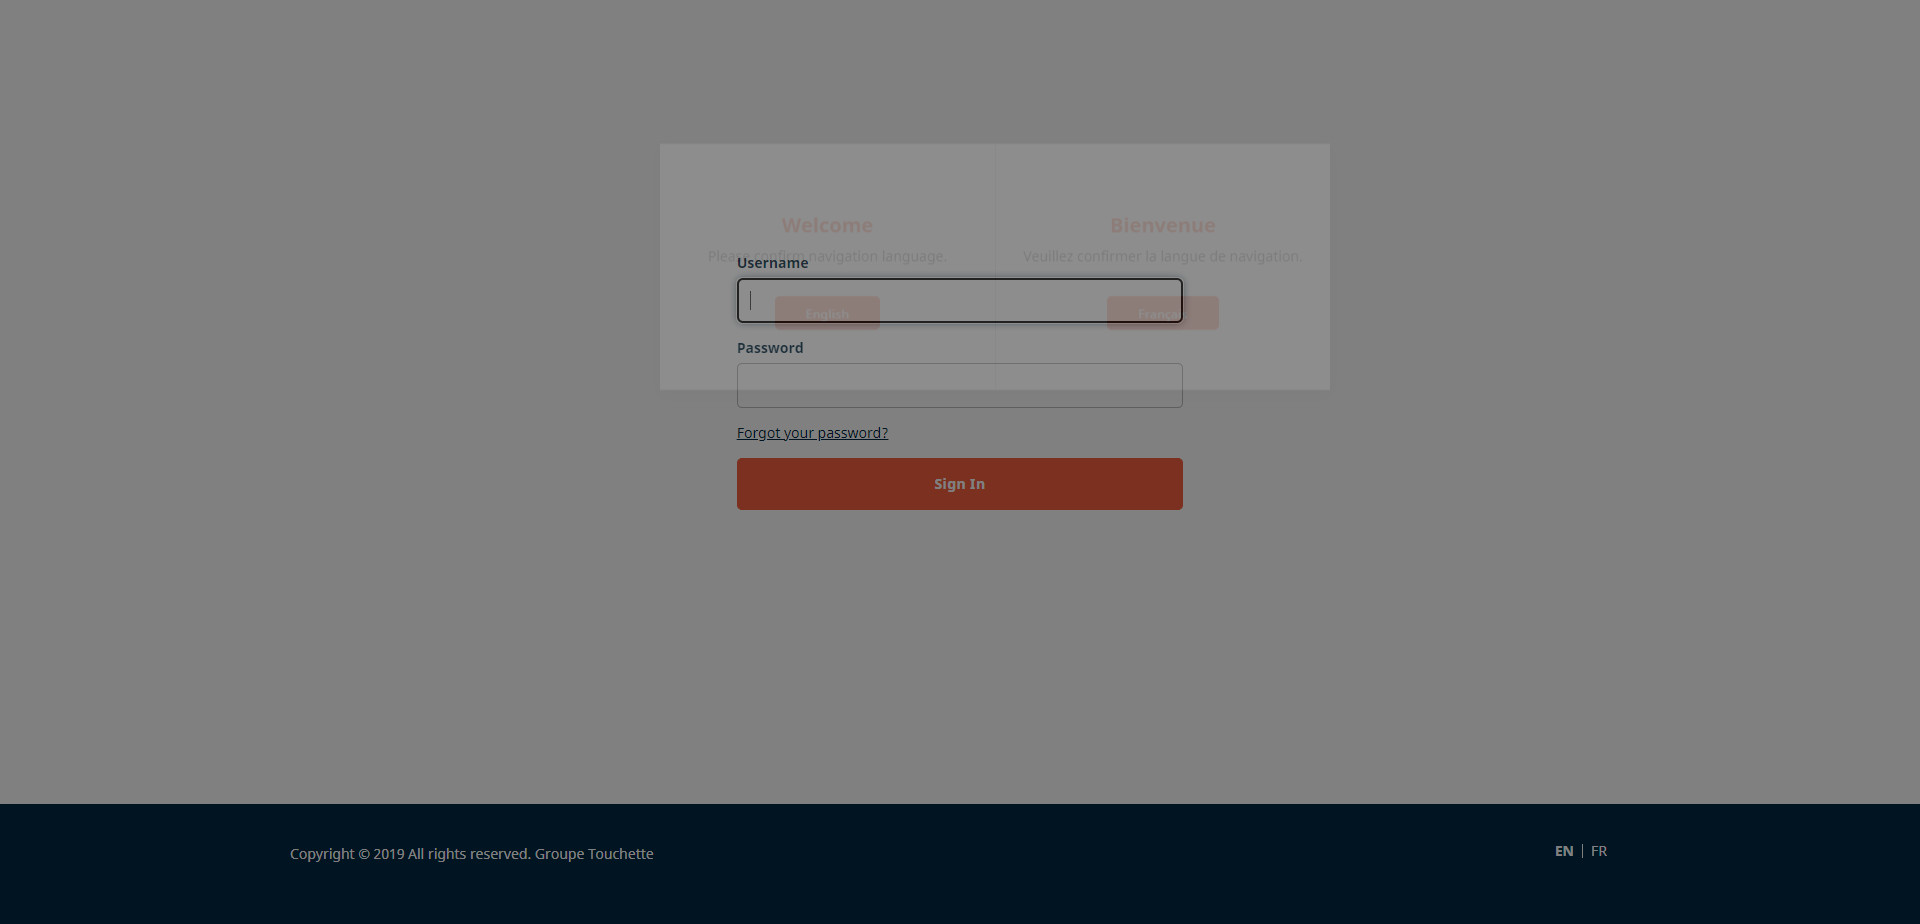 Welcome
Bienvenue
Please confirm navigation language.
Veuillez confirmer la langue de navigation.
Username
English
Français
Password
Forgot your password?
Sign In
Copyright © 2019 All rights reserved. Groupe Touchette
EN | FR